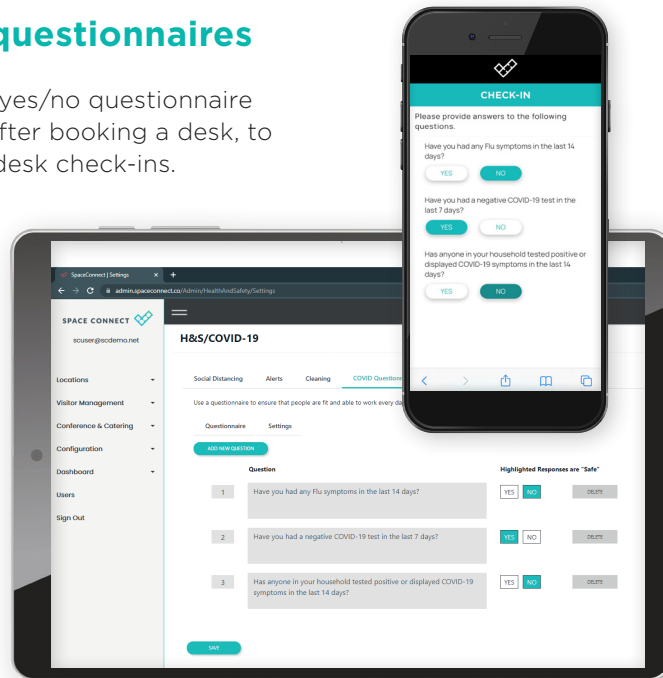 questionnaires
yes/no questionnaire
after booking a desk, to
desk check-ins.
CHECK-IN
Please provide answers to the following
questions.
Have you had any Flu symptoms in the last 14
days?
YES NO
Have you had a negative COVID-19 test in the
last 7 days?
YES NO
Has anyone in your household tested positive or
displayed COVID-19 symptoms in the last 14
days?
YES NO
SpaceConnect | Settings
admin.spaceconnect.co/Admin/HealthAndSafety/Settings
SPACE CONNECT
scuser@scdemo.net
Locations
Visitor Management
Conference & Catering
Configuration
Dashboard
Users
Sign Out
H&S/COVID-19
Social Distancing Alerts Cleaning COVID Questions
Use a questionnaire to ensure that people are fit and able to work every
Questionnaire Settings
ADD NEW QUESTION
Question Highlighted Responses are "Safe"
1 Have you had any Flu symptoms in the last 14 days? YES NO DELETE
2 Have you had a negative COVID-19 test in the last 7 days? YES NO DELETE
3 Has anyone in your household tested positive or displayed COVID-19
symptoms in the last 14 days? YES NO DELETE
SAVE